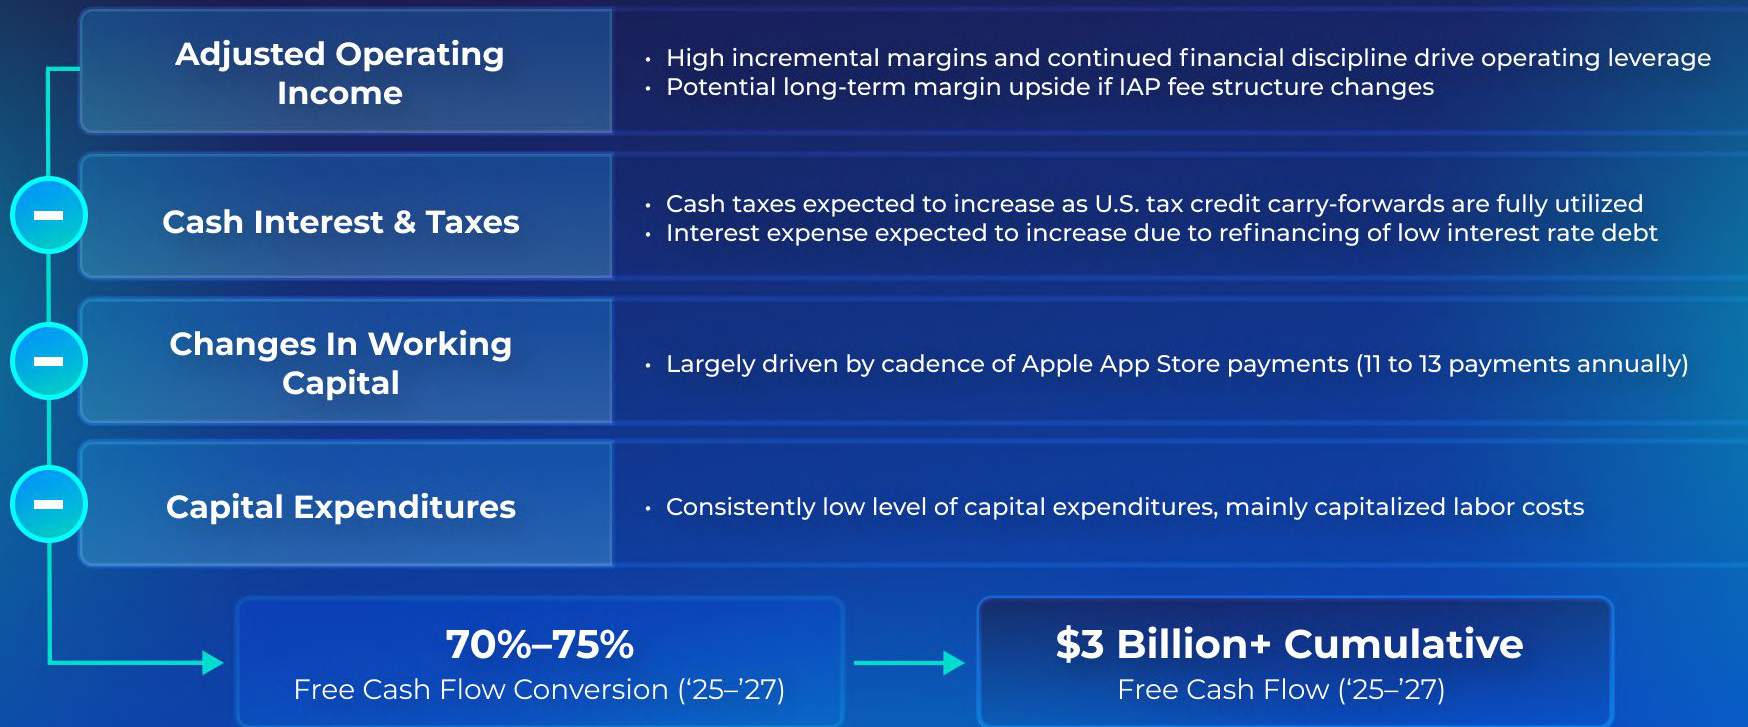 Adjusted Operating
Income
• High incremental margins and continued financial discipline drive operating leverage
• Potential long-term margin upside if IAP fee structure changes
Cash Interest & Taxes
• Cash taxes expected to increase as U.S. tax credit carry-forwards are fully utilized
• Interest expense expected to increase due to refinancing of low interest rate debt
Changes In Working
Capital
• Largely driven by cadence of Apple App Store payments (11 to 13 payments annually)
Capital Expenditures
• Consistently low level of capital expenditures, mainly capitalized labor costs
70%–75%
Free Cash Flow Conversion (‘25–’27)
$3 Billion+ Cumulative
Free Cash Flow (‘25–’27)